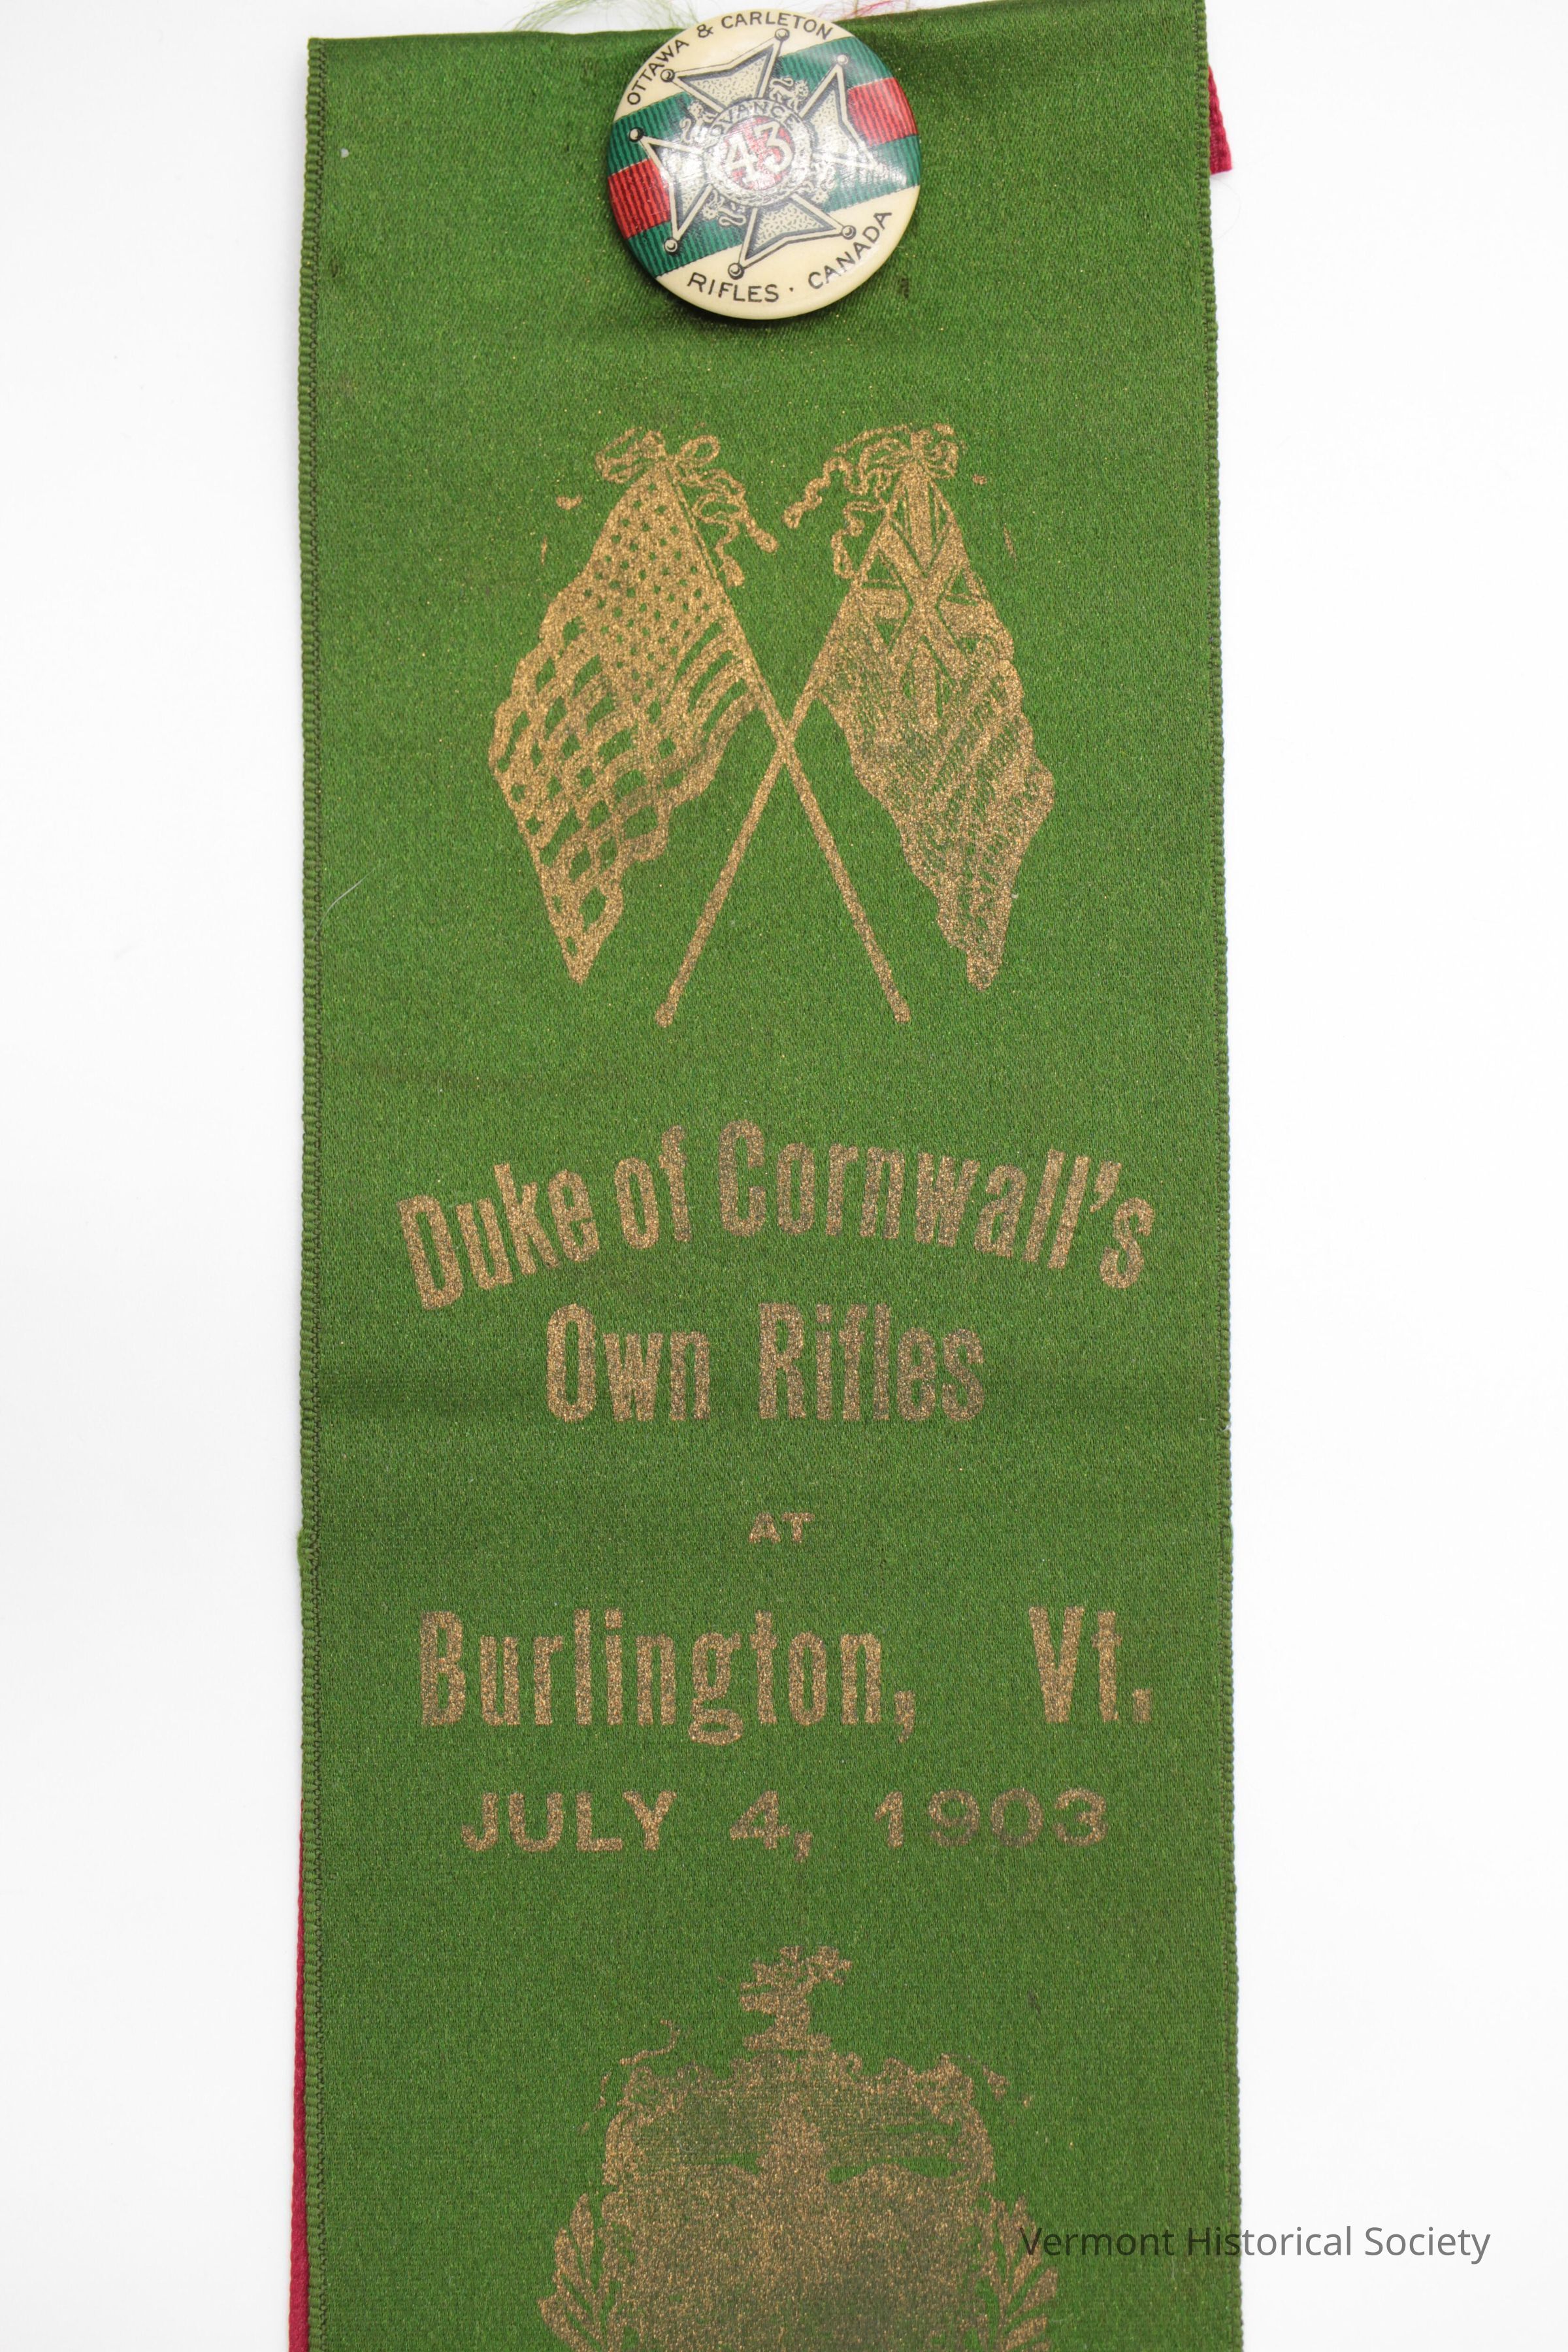 OTTAWA & CARLETON
ADVANCE
43
RIFLES · CANADA
Duke of Cornwall's
Own Rifles
AT
Burlington, Vt.
JULY 4, 1903
Vermont Historical Society